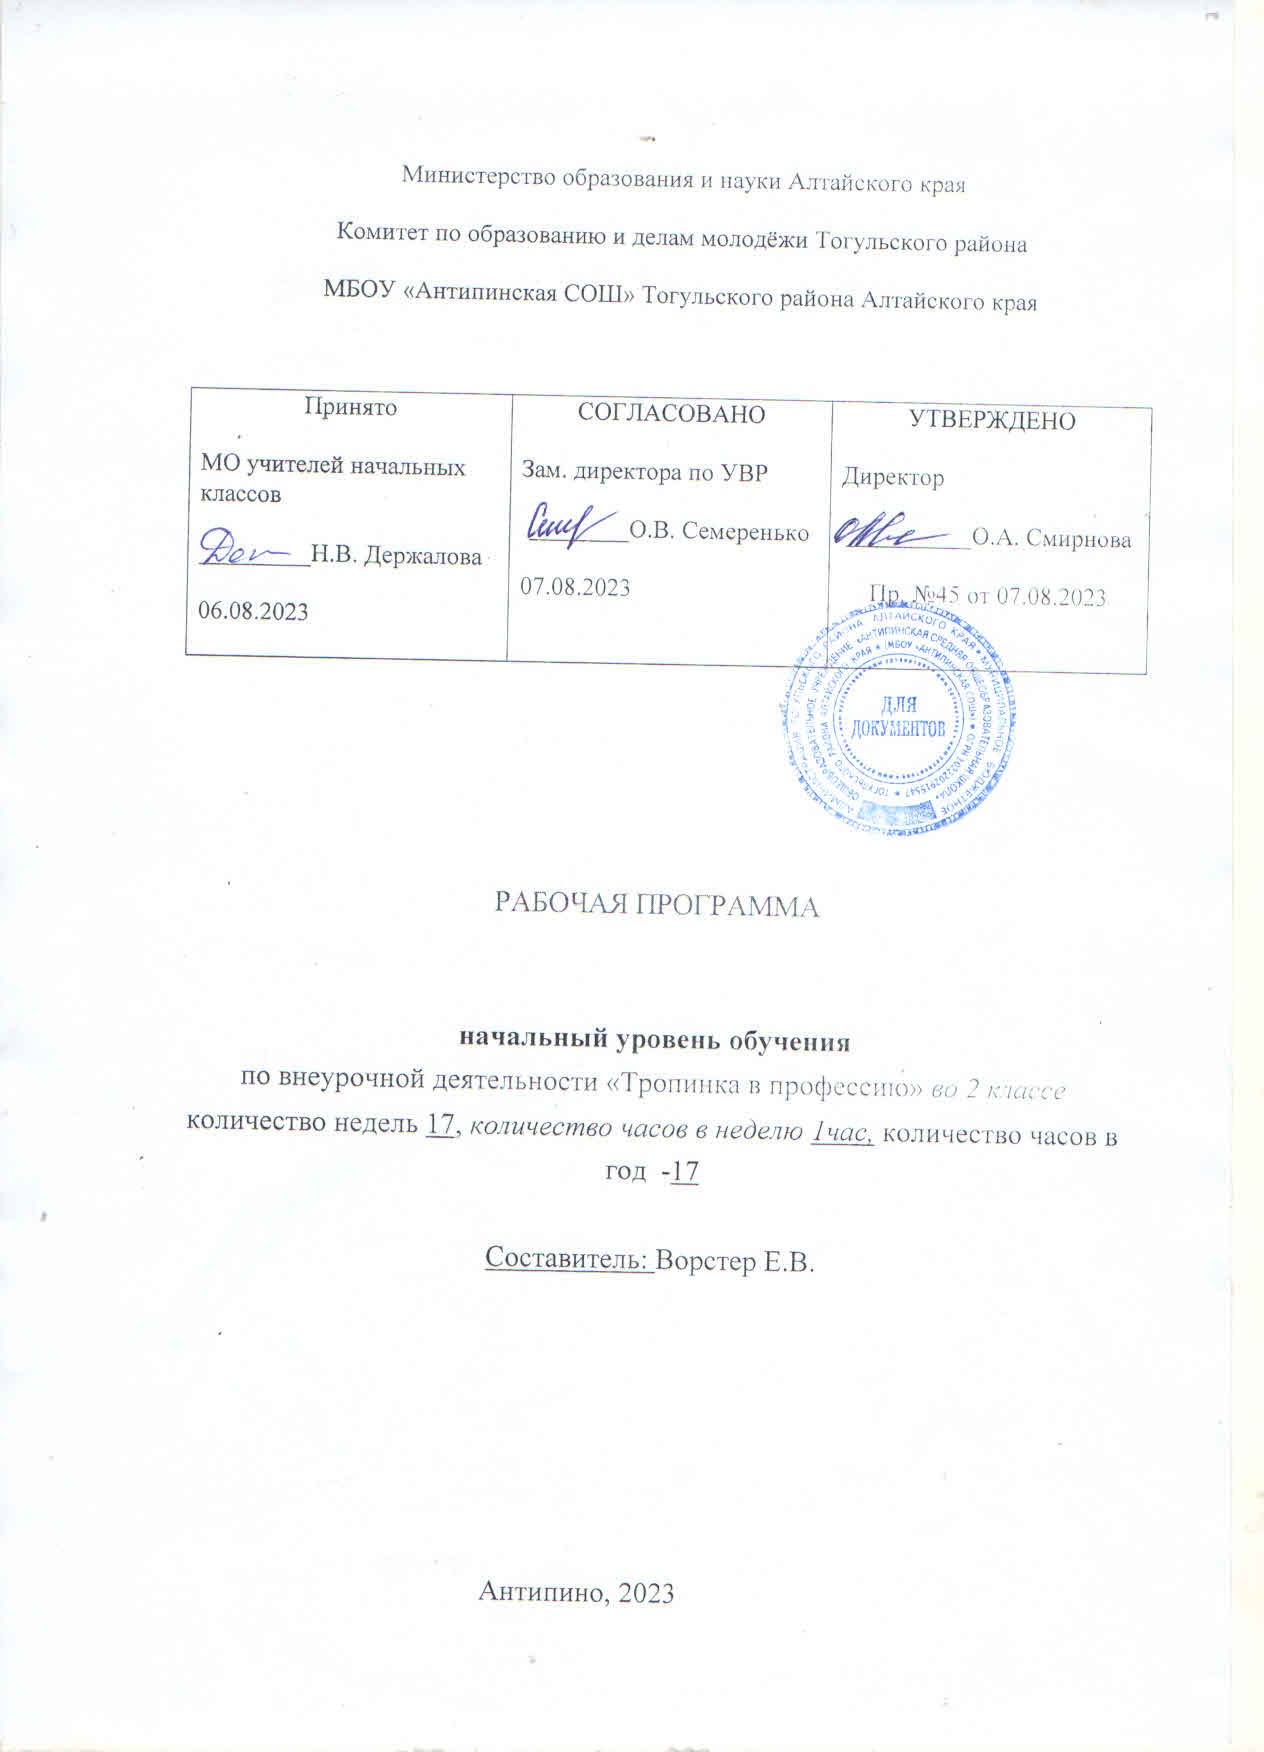 Министерство образования и науки Алтайского края
Комитет по образованию и делам молодёжи Тогульского района
МБОУ «Антипинская СОШ» Тогульского района Алтайского края
Принято
МО учителей начальных
классов
Н.В. Держалова
06.08.2023
СОГЛАСОВАНО
Зам. директора по УВР
О.В. Семеренько
07.08.2023
УТВЕРЖДЕНО
Директор
О.А. Смирнова
Пр. №45 от 07.08.2023
ДЛЯ
ДОКУМЕНТОВ
РАБОЧАЯ ПРОГРАММА
начальный уровень обучения
по внеурочной деятельности «Тропинка в профессию» во 2 классе
количество недель 17, количество часов в неделю 1час, количество часов в
год -17
Составитель: Ворстер Е.В.
Антипино, 2023